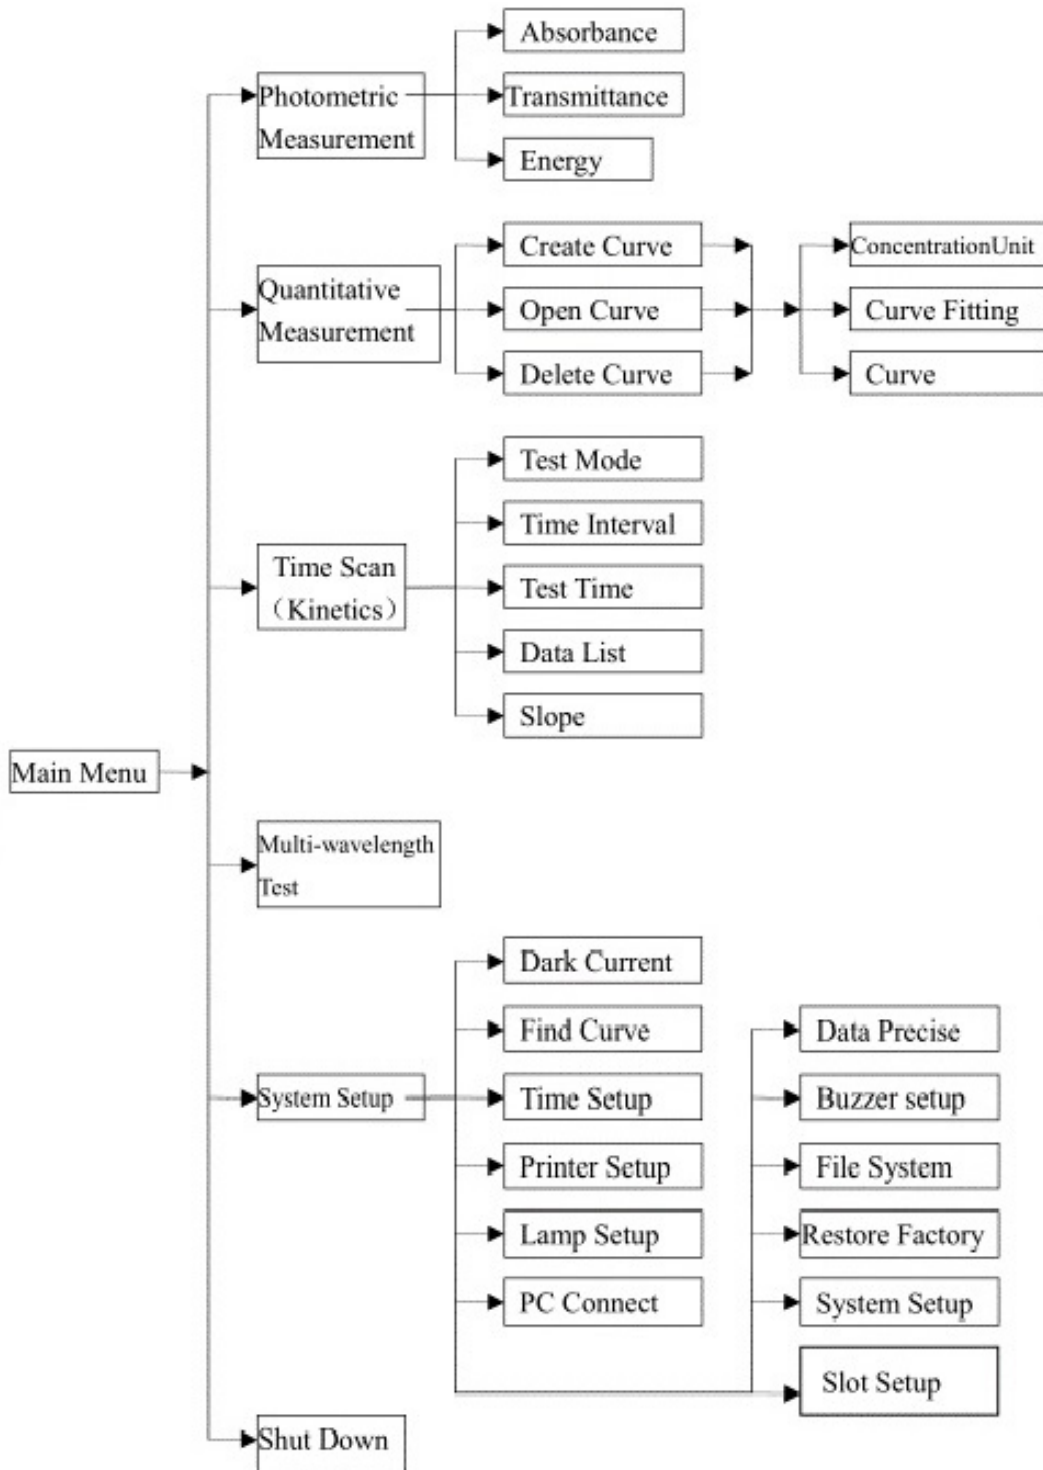 Absorbance
Photometric
Measurement
Transmittance
Energy
Create Curve
ConcentrationUnit
Quantitative
Measurement
Open Curve
Curve Fitting
Delete Curve
Curve
Test Mode
Time Interval
Time Scan
（Kinetics）
Test Time
Data List
Slope
Main Menu
Multi-wavelength
Test
Dark Current
Find Curve
Data Precise
System Setup
Time Setup
Buzzer setup
Printer Setup
File System
Lamp Setup
Restore Factory
PC Connect
System Setup
Slot Setup
Shut Down